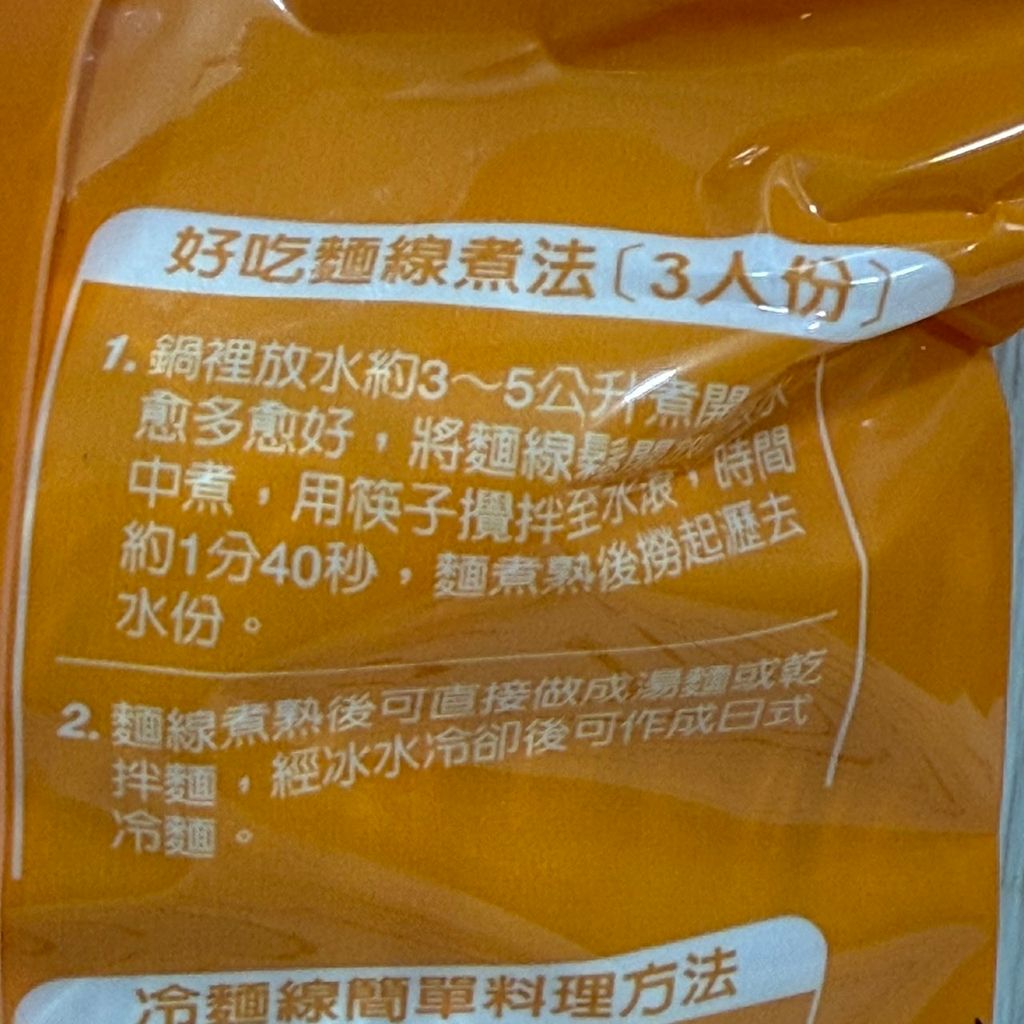 好吃麵線煮法〔3人份〕
1. 鍋裡放水約3～5公升煮開水
愈多愈好，將麵線鬆開
中煮，用筷子攪拌至水滾，時間
約1分40秒，麵煮熟後撈起瀝去
水份。
2. 麵線煮熟後可直接做成湯麵或乾
拌麵，經冰水冷卻後可作成日式
冷麵。
冷麵線簡單料理方法